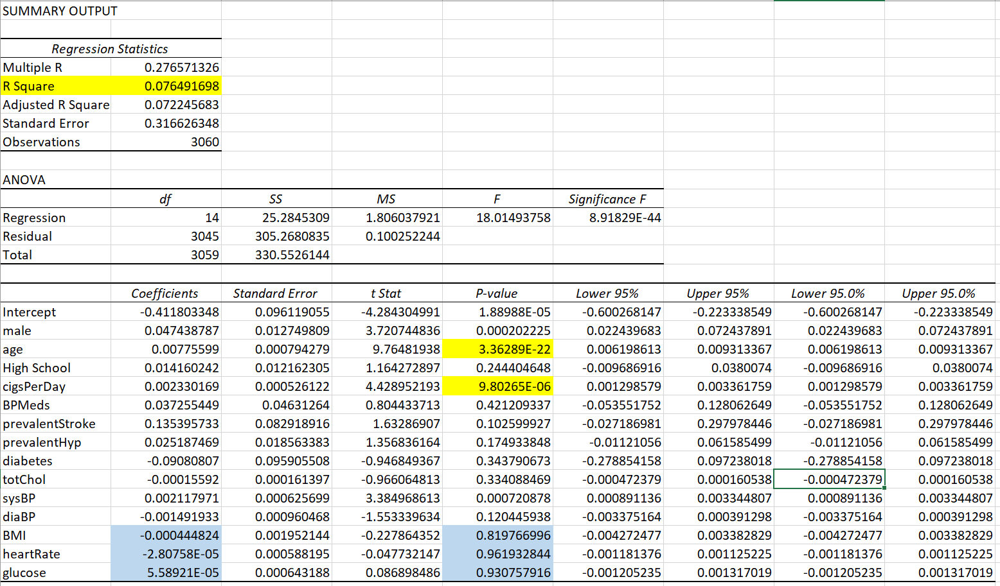 SUMMARY OUTPUT
Regression Statistics
Multiple R 0.276571326
R Square 0.076491698
Adjusted R Square 0.072245683
Standard Error 0.316626348
Observations 3060
ANOVA
df SS MS F Significance F
Regression 14 25.2845309 1.806037921 18.01493758 8.91829E-44
Residual 3045 305.2680835 0.100252244
Total 3059 330.5526144
Coefficients Standard Error t Stat P-value Lower 95% Upper 95% Lower 95.0% Upper 95.0%
Intercept -0.411803348 0.096119055 -4.284304991 1.88988E-05 -0.600268147 -0.223338549 -0.600268147 -0.223338549
male 0.047438787 0.012749809 3.720744836 0.000202225 0.022439683 0.072437891 0.022439683 0.072437891
age 0.00775599 0.000794279 9.76481938 3.36289E-22 0.006198613 0.009313367 0.006198613 0.009313367
High School 0.014160242 0.012162305 1.164272897 0.244404648 -0.009686916 0.0380074 -0.009686916 0.0380074
cigsPerDay 0.002330169 0.000526122 4.428952193 9.80265E-06 0.001298579 0.003361759 0.001298579 0.003361759
BPMeds 0.037255449 0.04631264 0.804433713 0.421209337 -0.053551752 0.128062649 -0.053551752 0.128062649
prevalentStroke 0.135395733 0.082918916 1.63286907 0.102599927 -0.027186981 0.297978446 -0.027186981 0.297978446
prevalentHyp 0.025187469 0.018563383 1.356836164 0.174933848 -0.01121056 0.061585499 -0.01121056 0.061585499
diabetes -0.09080807 0.095905508 -0.946849367 0.343790673 -0.278854158 0.097238018 -0.278854158 0.097238018
totChol -0.00015592 0.000161397 -0.966064813 0.334088469 -0.000472379 0.000160538 -0.000472379 0.000160538
sysBP 0.002117971 0.000625699 3.384968613 0.000720878 0.000891136 0.003344807 0.000891136 0.003344807
diaBP -0.001491933 0.000960468 -1.553339634 0.120445938 -0.003375164 0.000391298 -0.003375164 0.000391298
BMI -0.000444824 0.001952144 -0.227864352 0.819766996 -0.004272477 0.003382829 -0.004272477 0.003382829
heartRate -2.80758E-05 0.000588195 -0.047732147 0.961932844 -0.001181376 0.001125225 -0.001181376 0.001125225
glucose 5.58921E-05 0.000643188 0.086898486 0.930757916 -0.001205235 0.001317019 -0.001205235 0.001317019